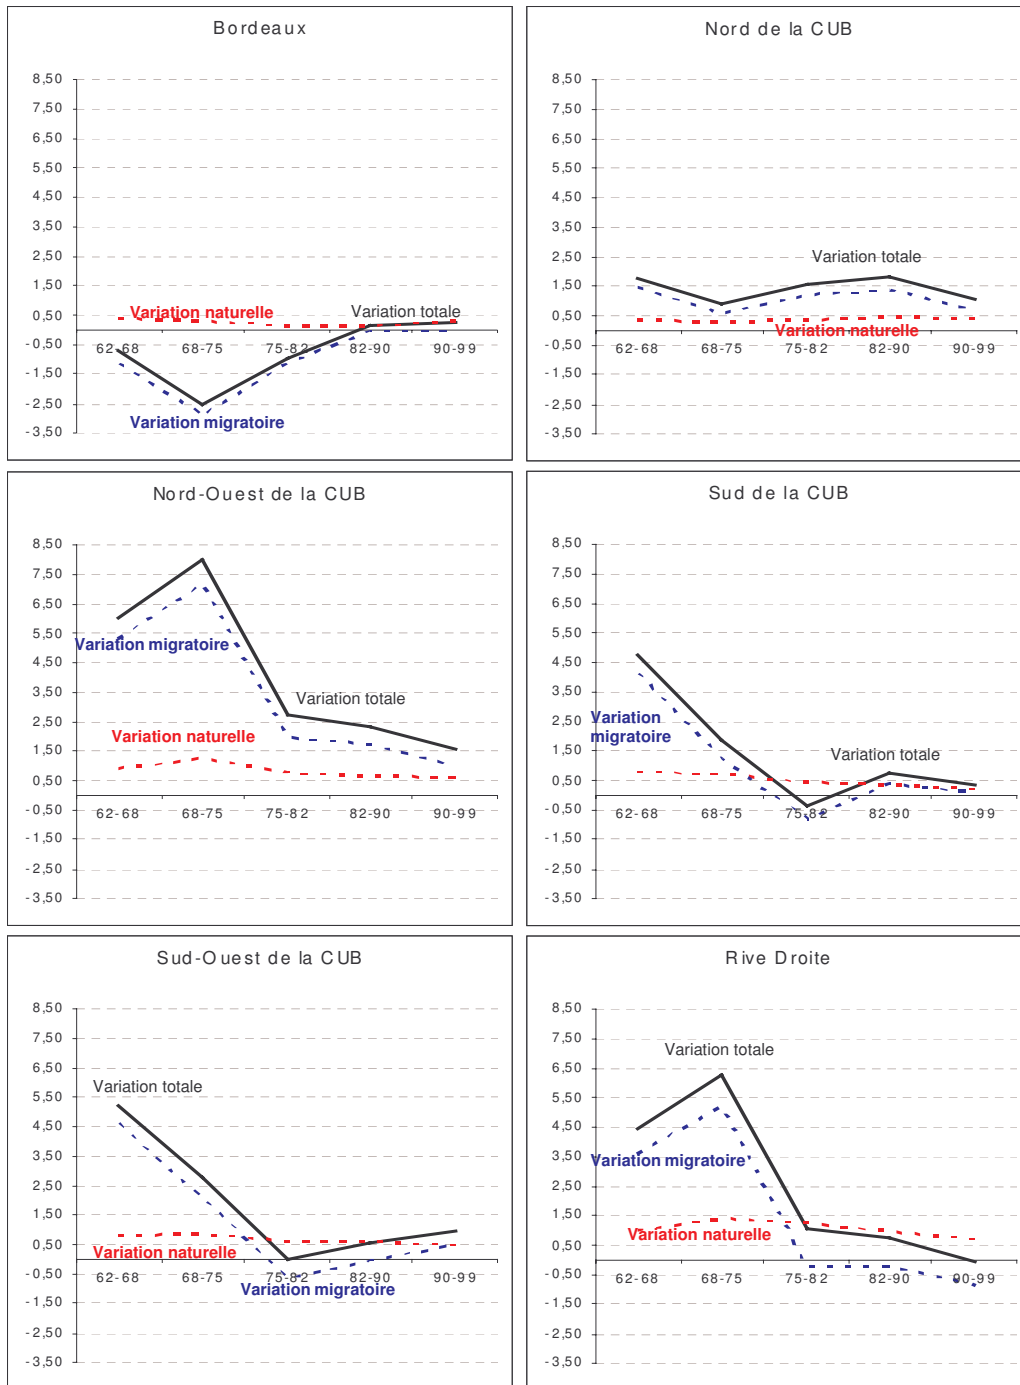 Bordeaux
8,50
7,50
6,50
5,50
4,50
3,50
2,50
1,50
0,50
-0,50
-1,50
-2,50
-3,50
Variation naturelle
Variation totale
62-68 68-75 75-82 82-90 90-99
Variation migratoire
Nord de la CUB
8,50
7,50
6,50
5,50
4,50
3,50
2,50
1,50
0,50
-0,50
-1,50
-2,50
-3,50
Variation totale
Variation naturelle
62-68 68-75 75-82 82-90 90-99
Nord-Ouest de la CUB
8,50
7,50
6,50
5,50
4,50
3,50
2,50
1,50
0,50
-0,50
-1,50
-2,50
-3,50
Variation migratoire
Variation totale
Variation naturelle
62-68 68-75 75-82 82-90 90-99
Sud de la CUB
8,50
7,50
6,50
5,50
4,50
3,50
2,50
1,50
0,50
-0,50
-1,50
-2,50
-3,50
Variation
migratoire
Variation totale
62-68 68-75 75-82 82-90 90-99
Sud-Ouest de la CUB
8,50
7,50
6,50
5,50
4,50
3,50
2,50
1,50
0,50
-0,50
-1,50
-2,50
-3,50
Variation totale
Variation naturelle
62-68 68-75 75-82 82-90 90-99
Variation migratoire
Rive Droite
8,50
7,50
6,50
5,50
4,50
3,50
2,50
1,50
0,50
-0,50
-1,50
-2,50
-3,50
Variation totale
Variation migratoire
Variation naturelle
62-68 68-75 75-82 82-90 90-99